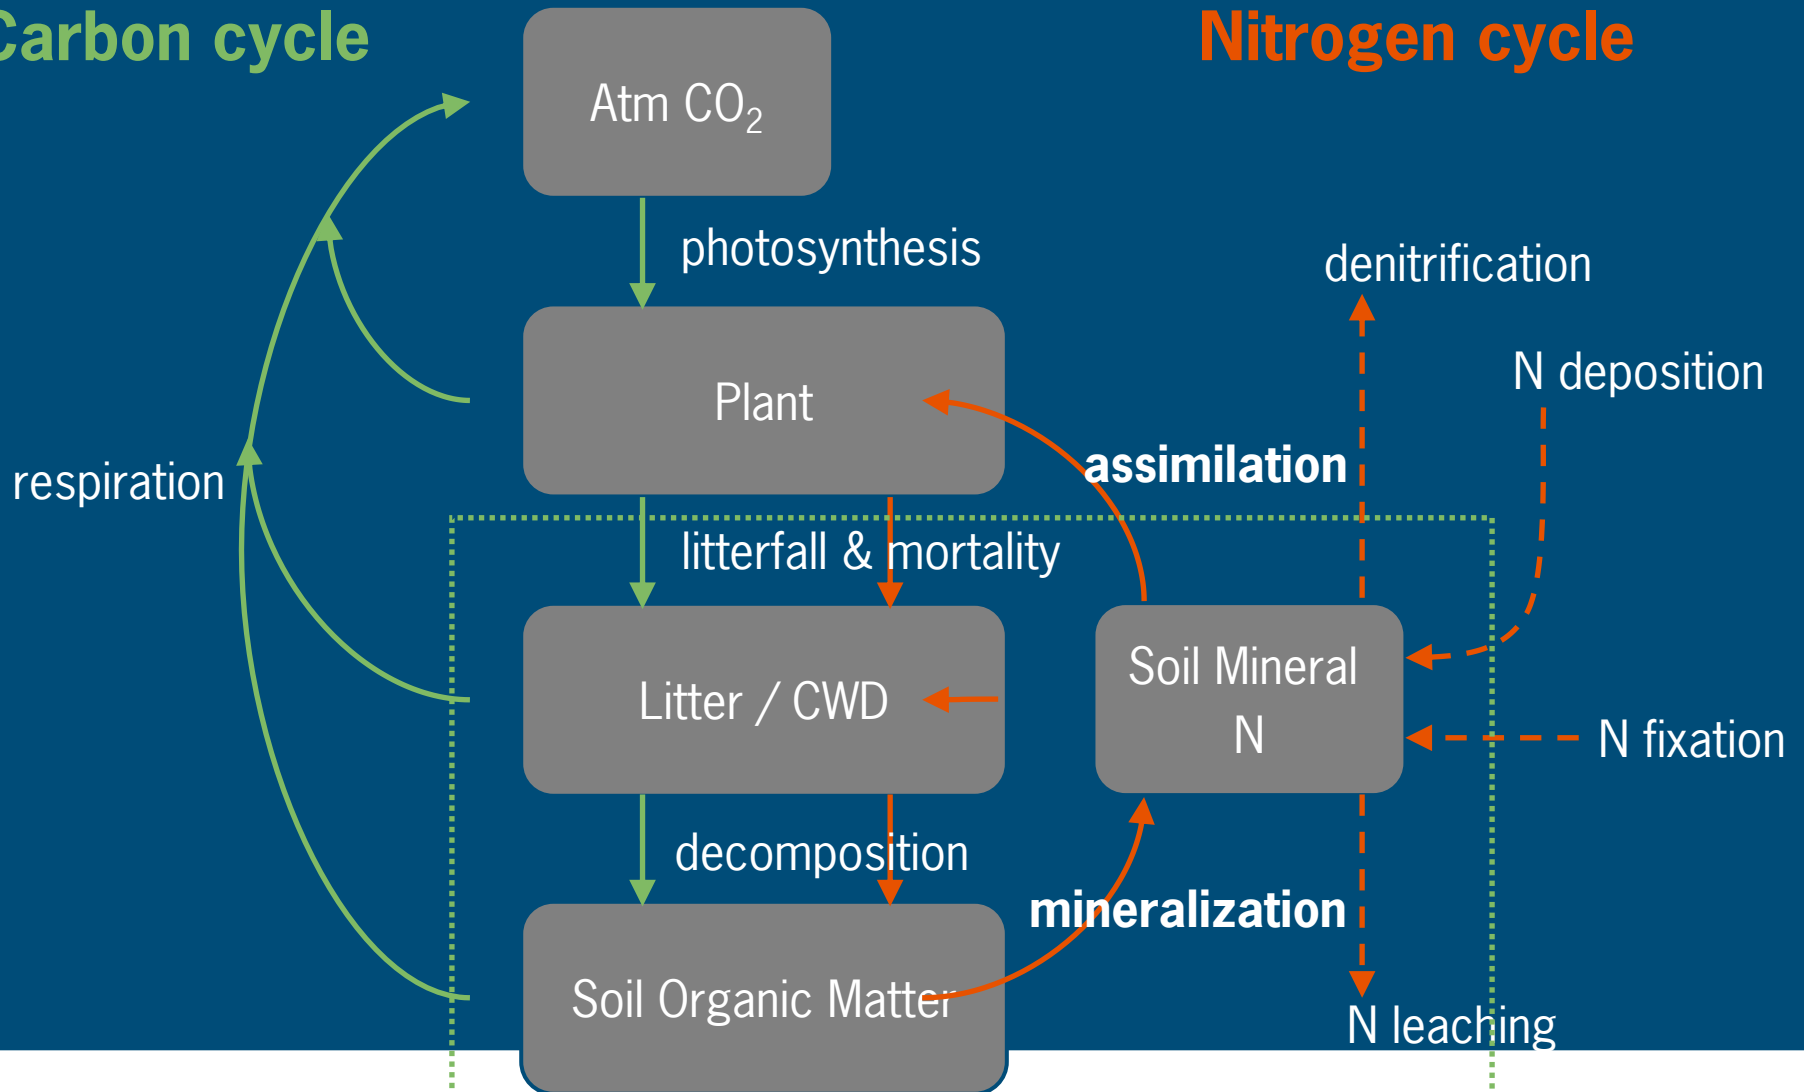 Carbon cycle
Nitrogen cycle
Atm CO₂
photosynthesis
denitrification
N deposition
Plant
assimilation
respiration
litterfall & mortality
Soil Mineral
N
Litter / CWD
N fixation
decomposition
mineralization
Soil Organic Matter
N leaching